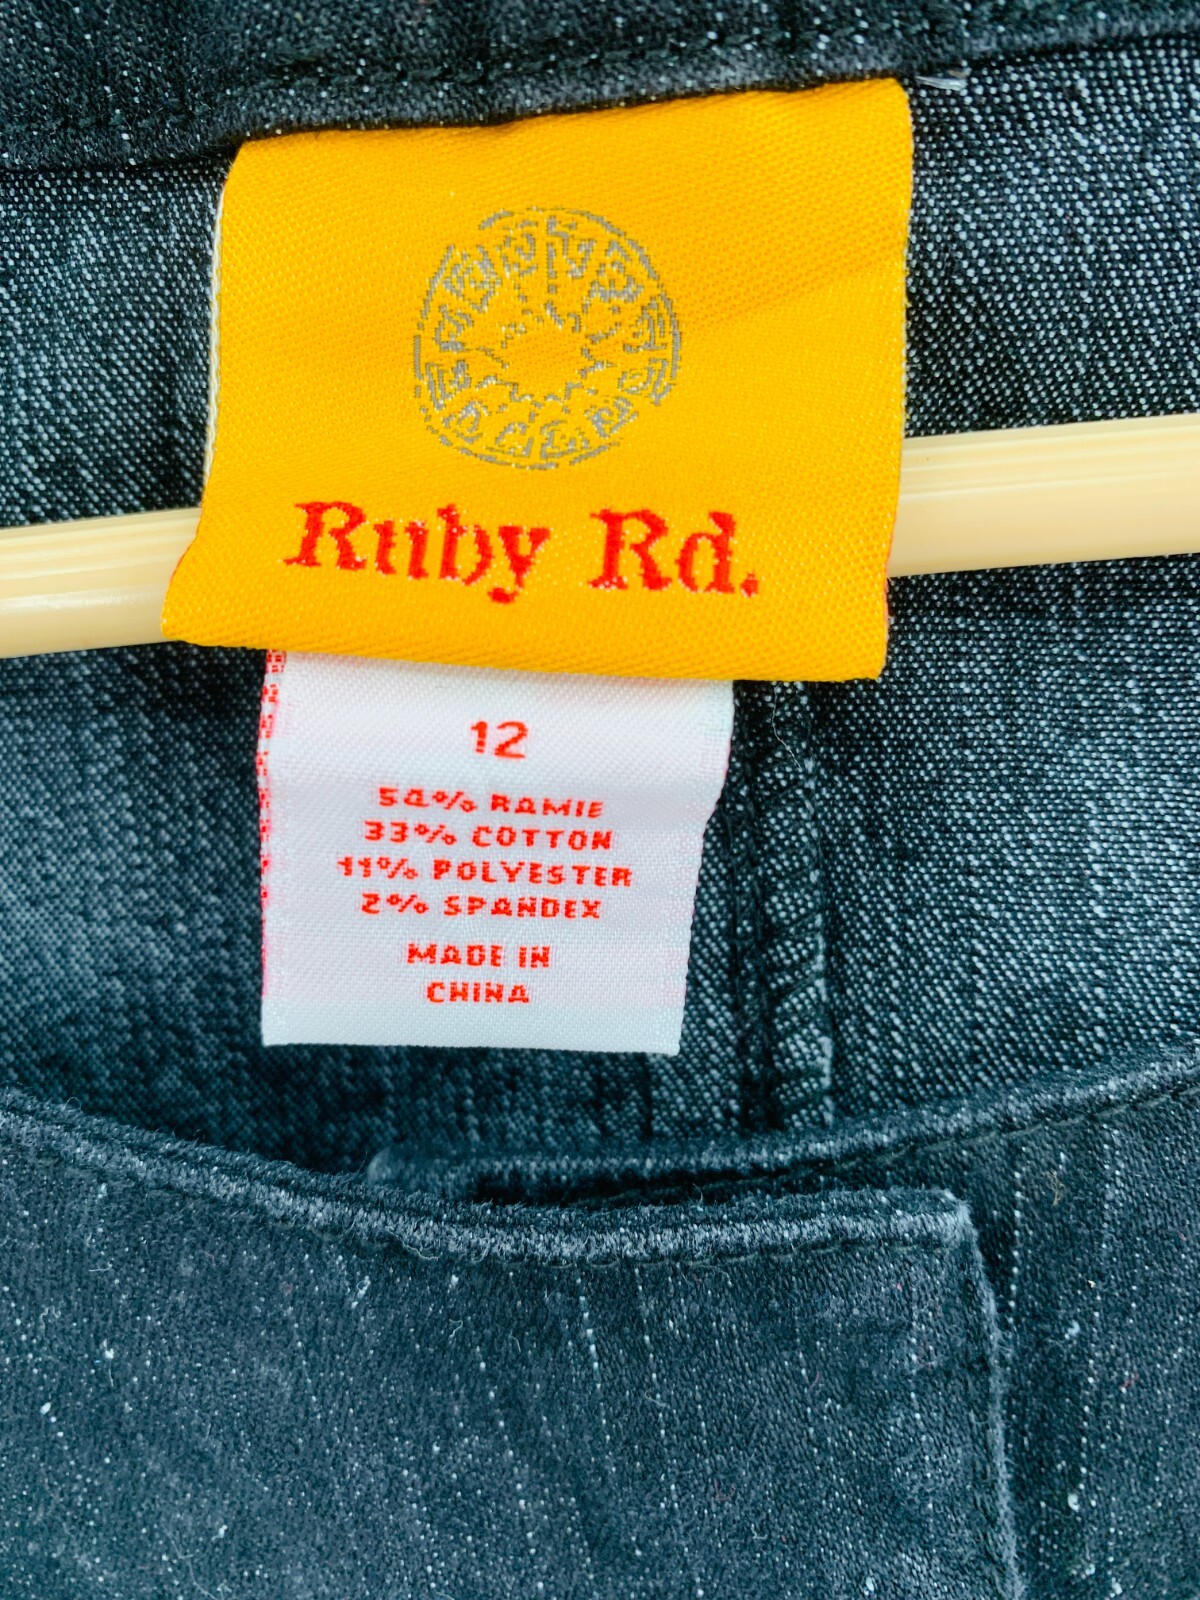 Ruby Rd.
12
54% RAMIE
33% COTTON
11% POLYESTER
2% SPANDEX
MADE IN
CHINA